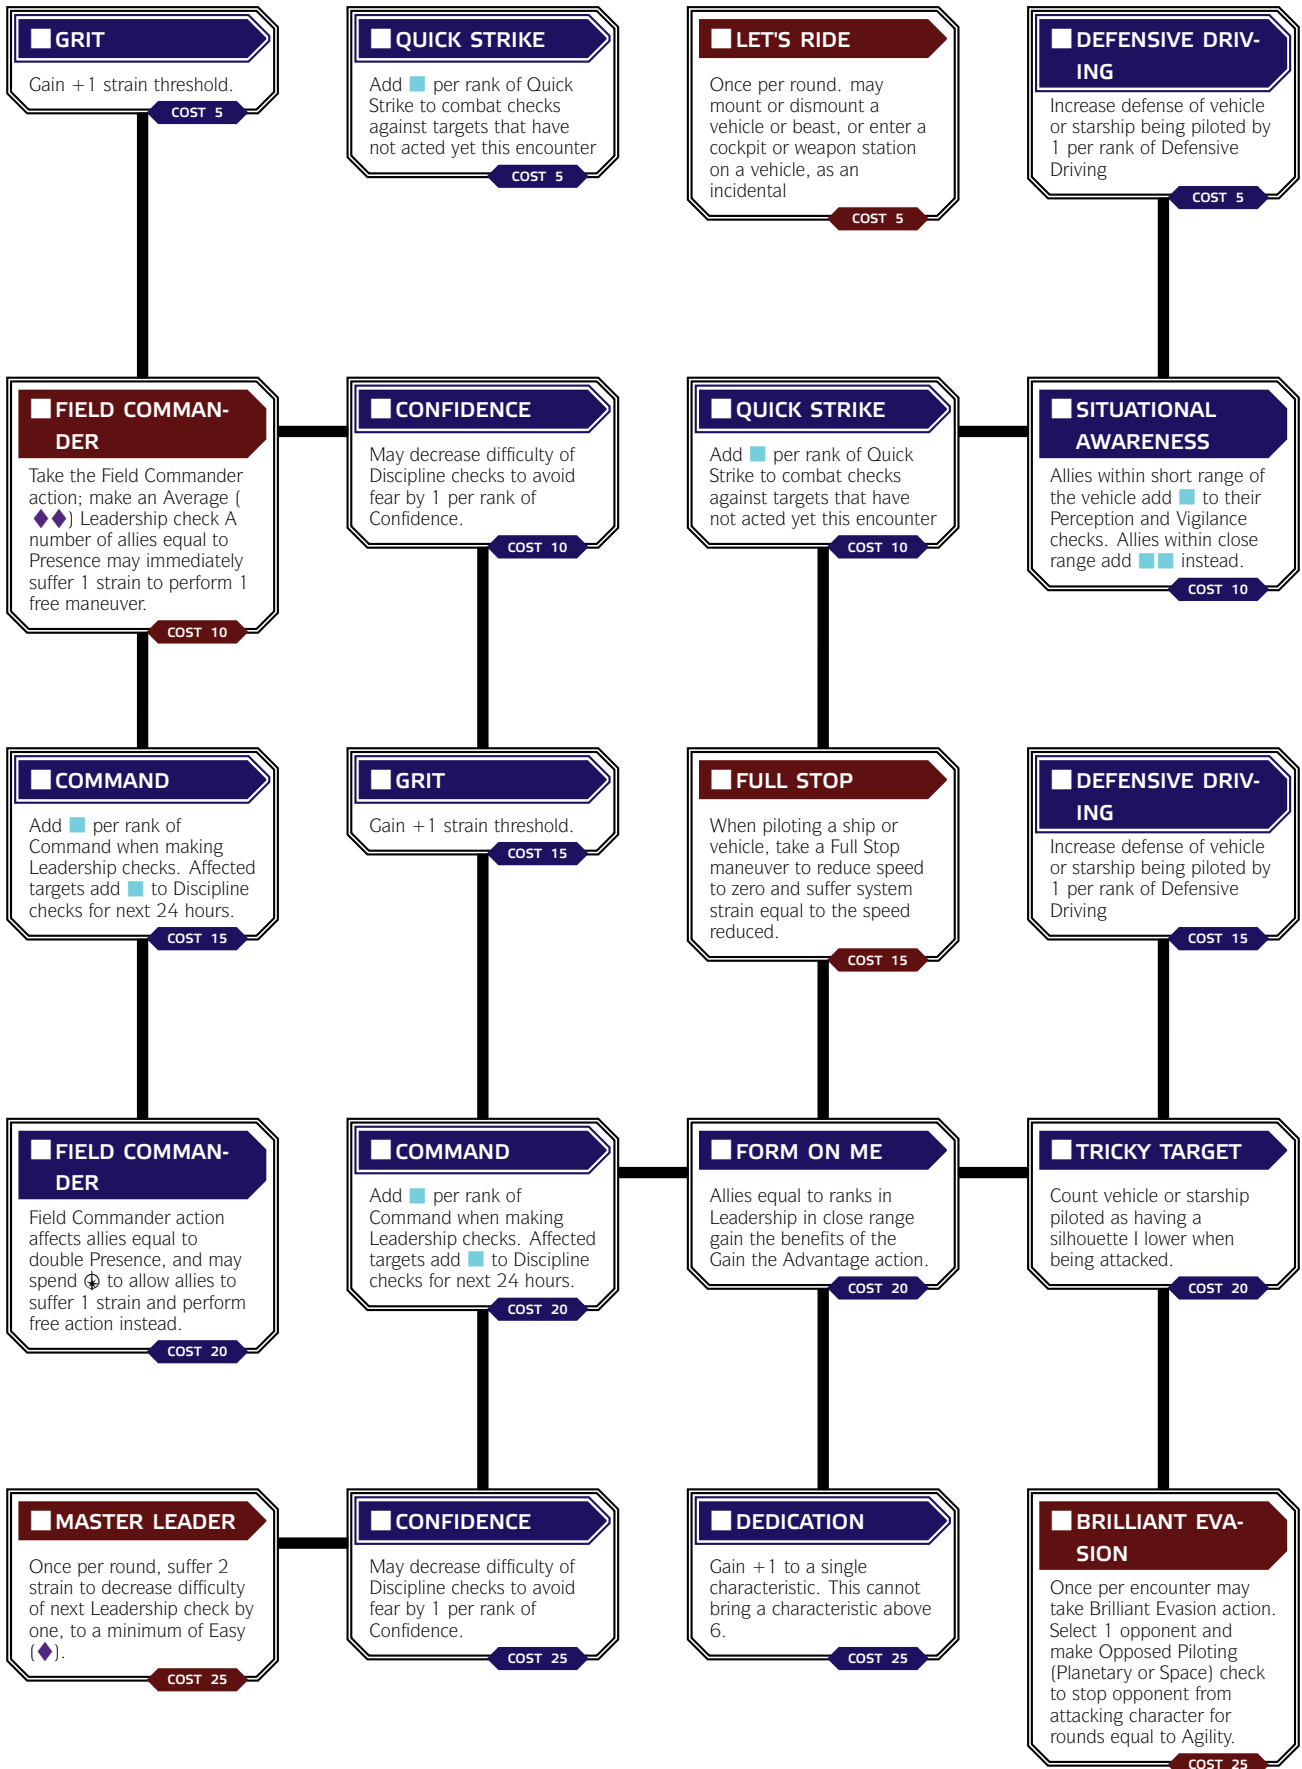 GRIT
Gain +1 strain threshold.
COST 5
QUICK STRIKE
Add per rank of Quick
Strike to combat checks
against targets that have
not acted yet this encounter
COST 5
LET'S RIDE
Once per round. may
mount or dismount a
vehicle or beast, or enter a
cockpit or weapon station
on a vehicle, as an
incidental
COST 5
DEFENSIVE DRIV-
ING
Increase defense of vehicle
or starship being piloted by
1 per rank of Defensive
Driving
COST 5
FIELD COMMAN-
DER
Take the Field Commander
action; make an Average (
♦♦) Leadership check A
number of allies equal to
Presence may immediately
suffer 1 strain to perform 1
free maneuver.
COST 10
CONFIDENCE
May decrease difficulty of
Discipline checks to avoid
fear by 1 per rank of
Confidence.
COST 10
QUICK STRIKE
Add per rank of Quick
Strike to combat checks
against targets that have
not acted yet this encounter
COST 10
SITUATIONAL
AWARENESS
Allies within short range of
the vehicle add to their
Perception and Vigilance
checks. Allies within close
range add instead.
COST 10
COMMAND
Add per rank of
Command when making
Leadership checks. Affected
targets add to Discipline
checks for next 24 hours.
COST 15
GRIT
Gain +1 strain threshold.
COST 15
FULL STOP
When piloting a ship or
vehicle, take a Full Stop
maneuver to reduce speed
to zero and suffer system
strain equal to the speed
reduced.
COST 15
DEFENSIVE DRIV-
ING
Increase defense of vehicle
or starship being piloted by
1 per rank of Defensive
Driving
COST 15
FIELD COMMAN-
DER
Field Commander action
affects allies equal to
double Presence, and may
spend to allow allies to
suffer 1 strain and perform
free action instead.
COST 20
COMMAND
Add per rank of
Command when making
Leadership checks. Affected
targets add to Discipline
checks for next 24 hours.
COST 20
FORM ON ME
Allies equal to ranks in
Leadership in close range
gain the benefits of the
Gain the Advantage action.
COST 20
TRICKY TARGET
Count vehicle or starship
piloted as having a
silhouette I lower when
being attacked.
COST 20
MASTER LEADER
Once per round, suffer 2
strain to decrease difficulty
of next Leadership check by
one, to a minimum of Easy
(♦).
COST 25
CONFIDENCE
May decrease difficulty of
Discipline checks to avoid
fear by 1 per rank of
Confidence.
COST 25
DEDICATION
Gain +1 to a single
characteristic. This cannot
bring a characteristic above
6.
COST 25
BRILLIANT EVA-
SION
Once per encounter may
take Brilliant Evasion action.
Select 1 opponent and
make Opposed Piloting
(Planetary or Space) check
to stop opponent from
attacking character for
rounds equal to Agility.
COST 25